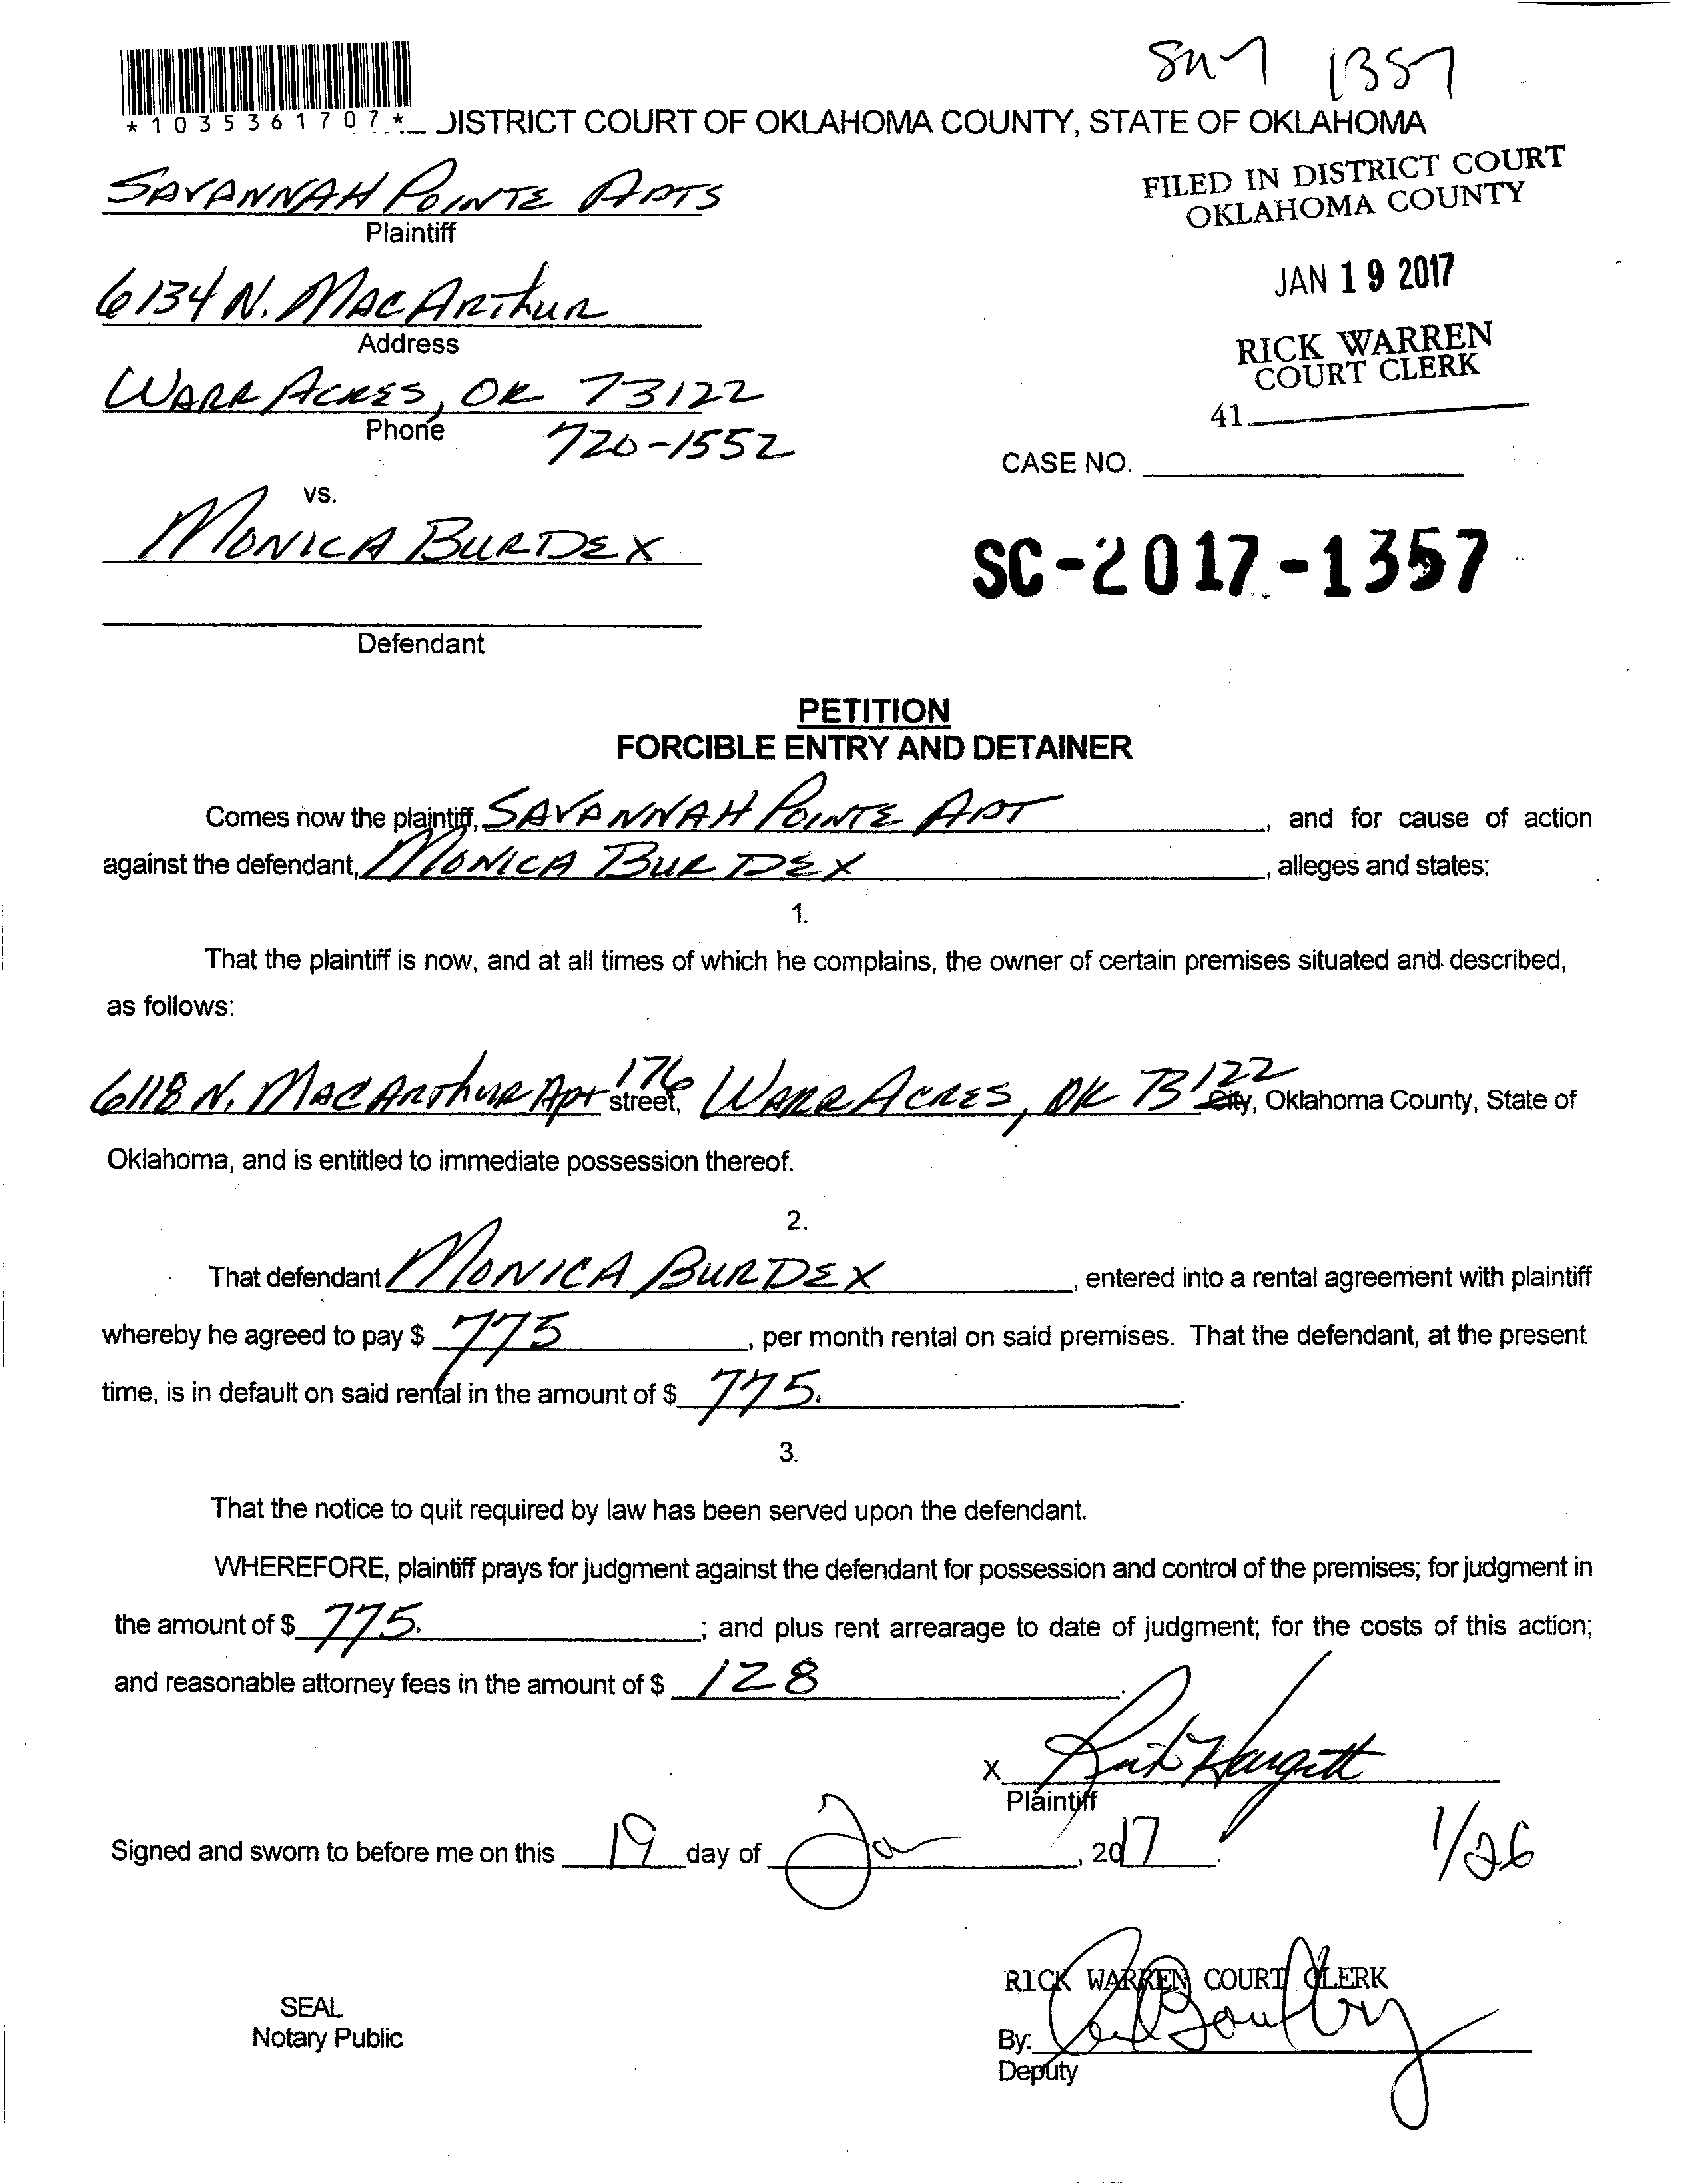 1357
*1035361707*
DISTRICT COURT OF OKLAHOMA COUNTY, STATE OF OKLAHOMA
SAVANNAH POINTE APTS
Plaintiff
FILED IN DISTRICT COURT
OKLAHOMA COUNTY
6134 N. MACARTHUR
Address
JAN 19 2017
RICK WARREN
COURT CLERK
WARR ACRES, OK 73122
Phone 720-1552
41
CASE NO.
vs.
MONICA BURDEX
SC-2017-1357
Defendant
PETITION
FORCIBLE ENTRY AND DETAINER
Comes now the plaintiff, SAVANNAH POINTE APT, and for cause of action
against the defendant, MONICA BURDEX, alleges and states:
1.
That the plaintiff is now, and at all times of which he complains, the owner of certain premises situated and described,
as follows:
6118 N. MACARTHUR APT 176 street, WARR ACRES, OK 73122 City, Oklahoma County, State of
Oklahoma, and is entitled to immediate possession thereof.
2.
That defendant MONICA BURDEX, entered into a rental agreement with plaintiff
whereby he agreed to pay $ 775, per month rental on said premises. That the defendant, at the present
time, is in default on said rental in the amount of $ 775.
3.
That the notice to quit required by law has been served upon the defendant.
WHEREFORE, plaintiff prays for judgment against the defendant for possession and control of the premises; for judgment in
the amount of $ 775.; and plus rent arrearage to date of judgment; for the costs of this action;
and reasonable attorney fees in the amount of $ 128.
X
Plaintiff
Signed and sworn to before me on this 19 day of Ja, 2017
1/26
RICK WARREN COURT CLERK
SEAL
Notary Public
By:
Deputy